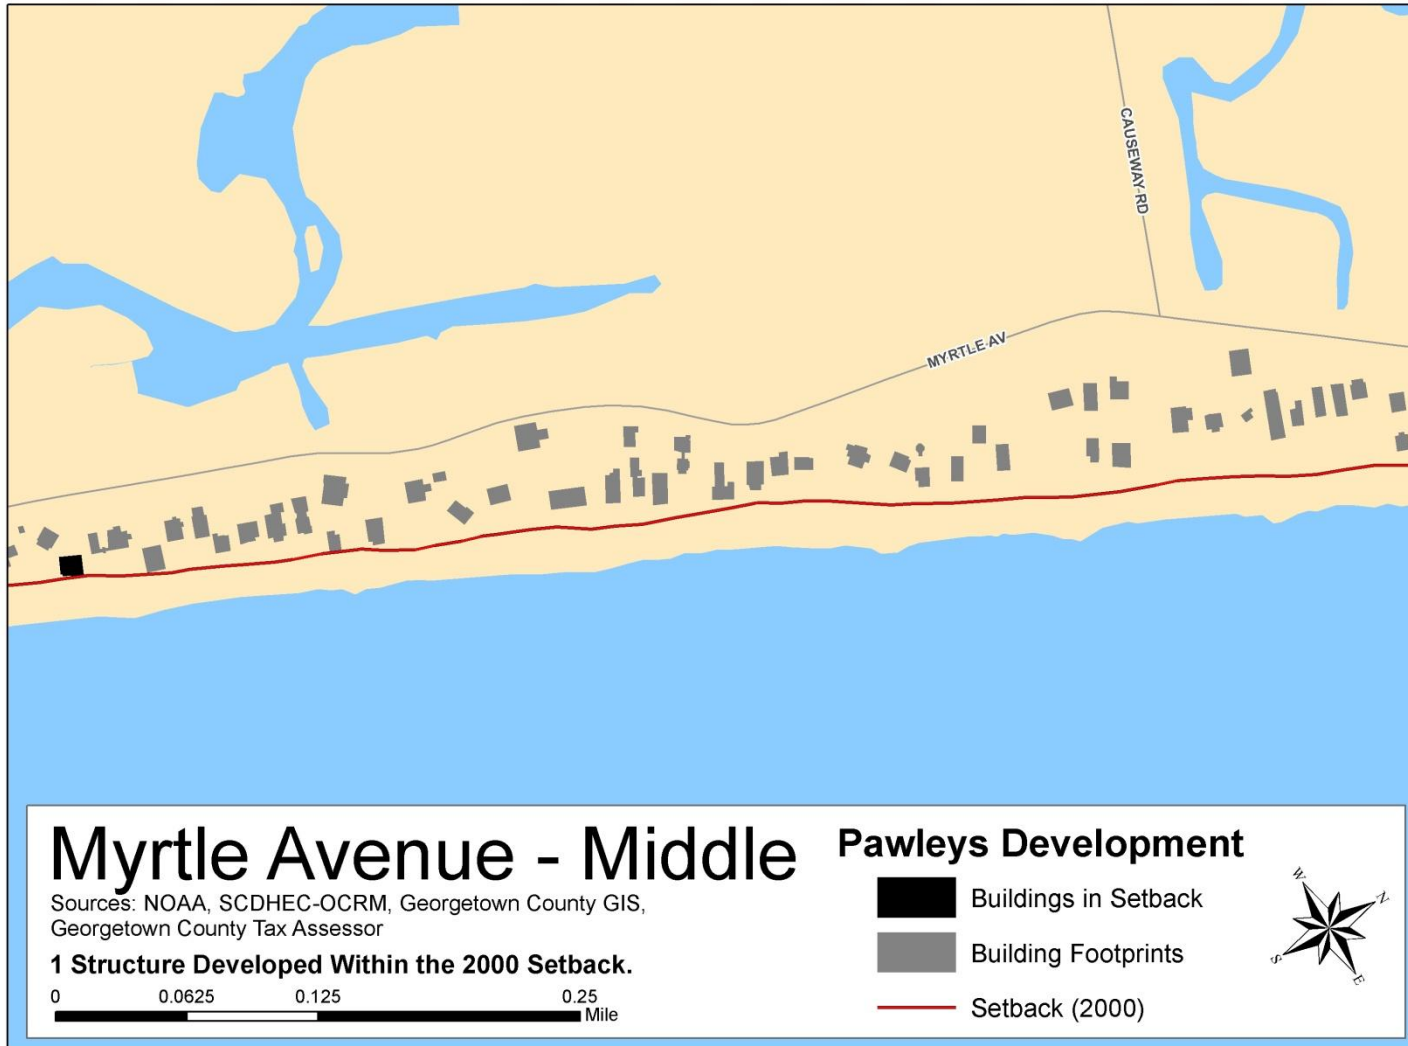 CAUSEWAY RD
MYRTLE AV
Myrtle Avenue - Middle
Sources: NOAA, SCDHEC-OCRM, Georgetown County GIS,
Georgetown County Tax Assessor
1 Structure Developed Within the 2000 Setback.
0 0.0625 0.125 0.25
Mile
Pawleys Development
Buildings in Setback
Building Footprints
Setback (2000)
W
N
S
E